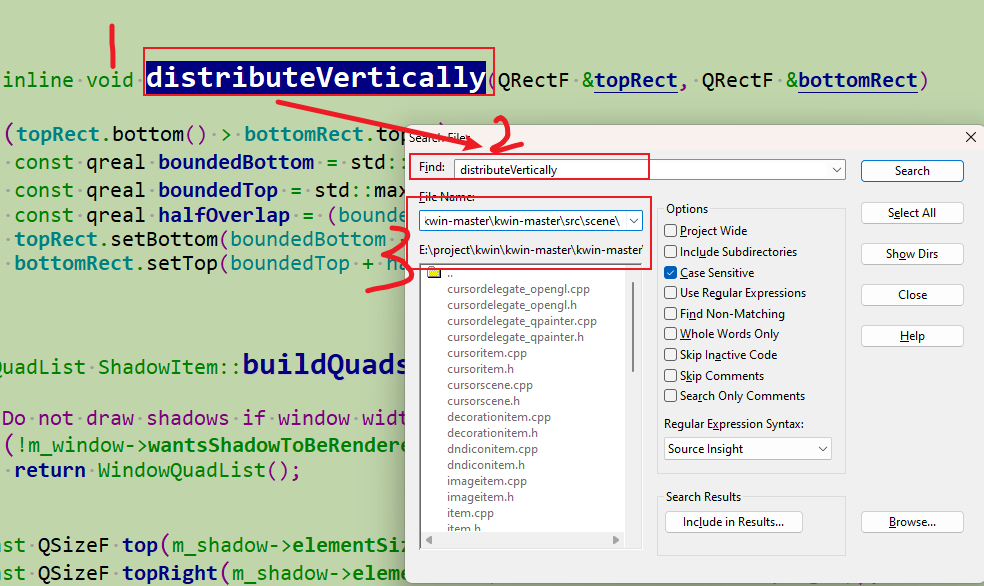 1
inline void distributeVertically(QRectF &topRect, QRectF &bottomRect)
(topRect.bottom() > bottomRect.to
const qreal boundedBottom = std::
const qreal boundedTop = std::max
const qreal halfOverlap = (bounde
topRect.setBottom(boundedBottom
bottomRect.setTop(boundedTop + ha
QuadList ShadowItem::buildQuads
Do not draw shadows if window widt
(!m_window->wantsShadowToBeRendere
return WindowQuadList();
st QSizeF top(m_shadow->elementSiz
st QSizeF topRight(m_shadow->eleme
2
3
Search Files
Find:
distributeVertically
File Name:
kwin-master\kwin-master\src\scene\
E:\project\kwin\kwin-master\kwin-master
..
cursordelegate_opengl.cpp
cursordelegate_opengl.h
cursordelegate_qpainter.cpp
cursordelegate_qpainter.h
cursoritem.cpp
cursoritem.h
cursorscene.cpp
cursorscene.h
decorationitem.cpp
decorationitem.h
dndiconitem.cpp
dndiconitem.h
imageitem.cpp
imageitem.h
item.cpp
item.h
Options
Project Wide
Include Subdirectories
Case Sensitive
Use Regular Expressions
Find Non-Matching
Whole Words Only
Skip Inactive Code
Skip Comments
Search Only Comments
Regular Expression Syntax:
Source Insight
Search Results
Include in Results...
Search
Select All
Show Dirs
Close
Help
Browse...